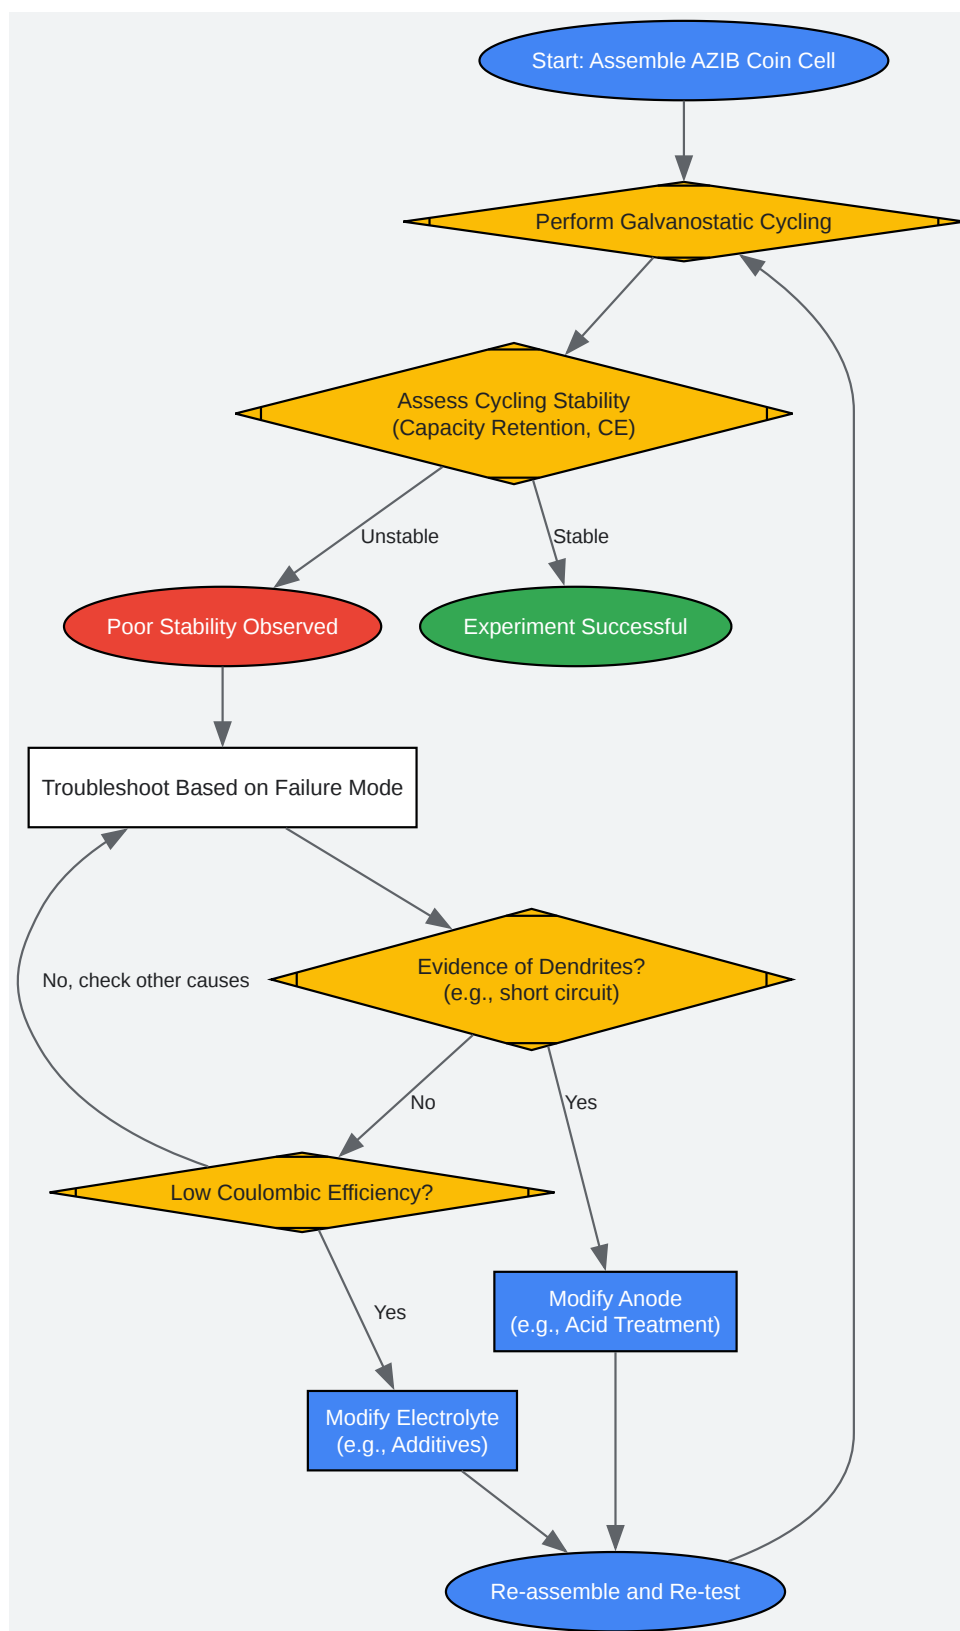 Start: Assemble AZIB Coin Cell
Perform Galvanostatic Cycling
Assess Cycling Stability
(Capacity Retention, CE)
Unstable
Stable
Poor Stability Observed
Experiment Successful
Troubleshoot Based on Failure Mode
Evidence of Dendrites?
(e.g., short circuit)
No, check other causes
No
Yes
Low Coulombic Efficiency?
Yes
Modify Anode
(e.g., Acid Treatment)
Modify Electrolyte
(e.g., Additives)
Re-assemble and Re-test